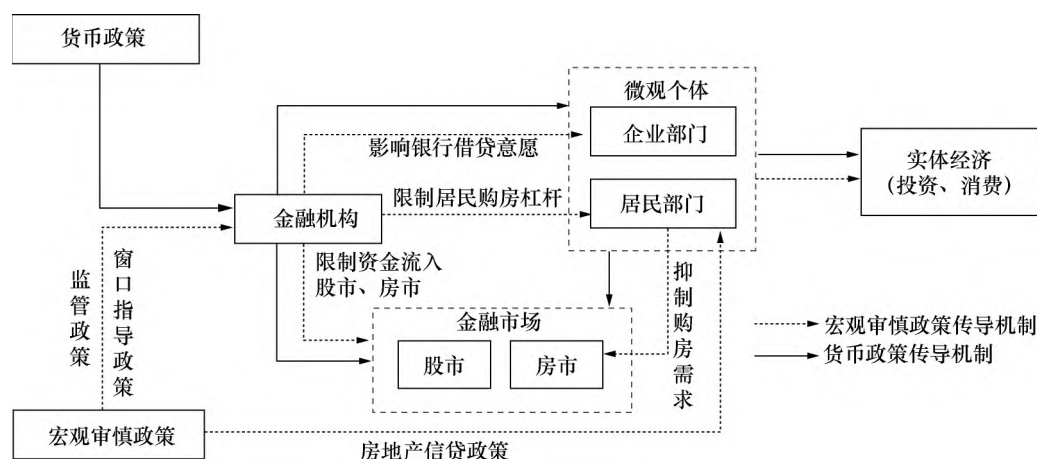 货币政策
微观个体
企业部门
影响银行借贷意愿
实体经济
（投资、消费）
限制居民购房杠杆
金融机构
居民部门
监管政策
窗口指导政策
限制资金流入
股市、房市
抑制购房需求
金融市场
股市
房市
宏观审慎政策传导机制
货币政策传导机制
宏观审慎政策
房地产信贷政策